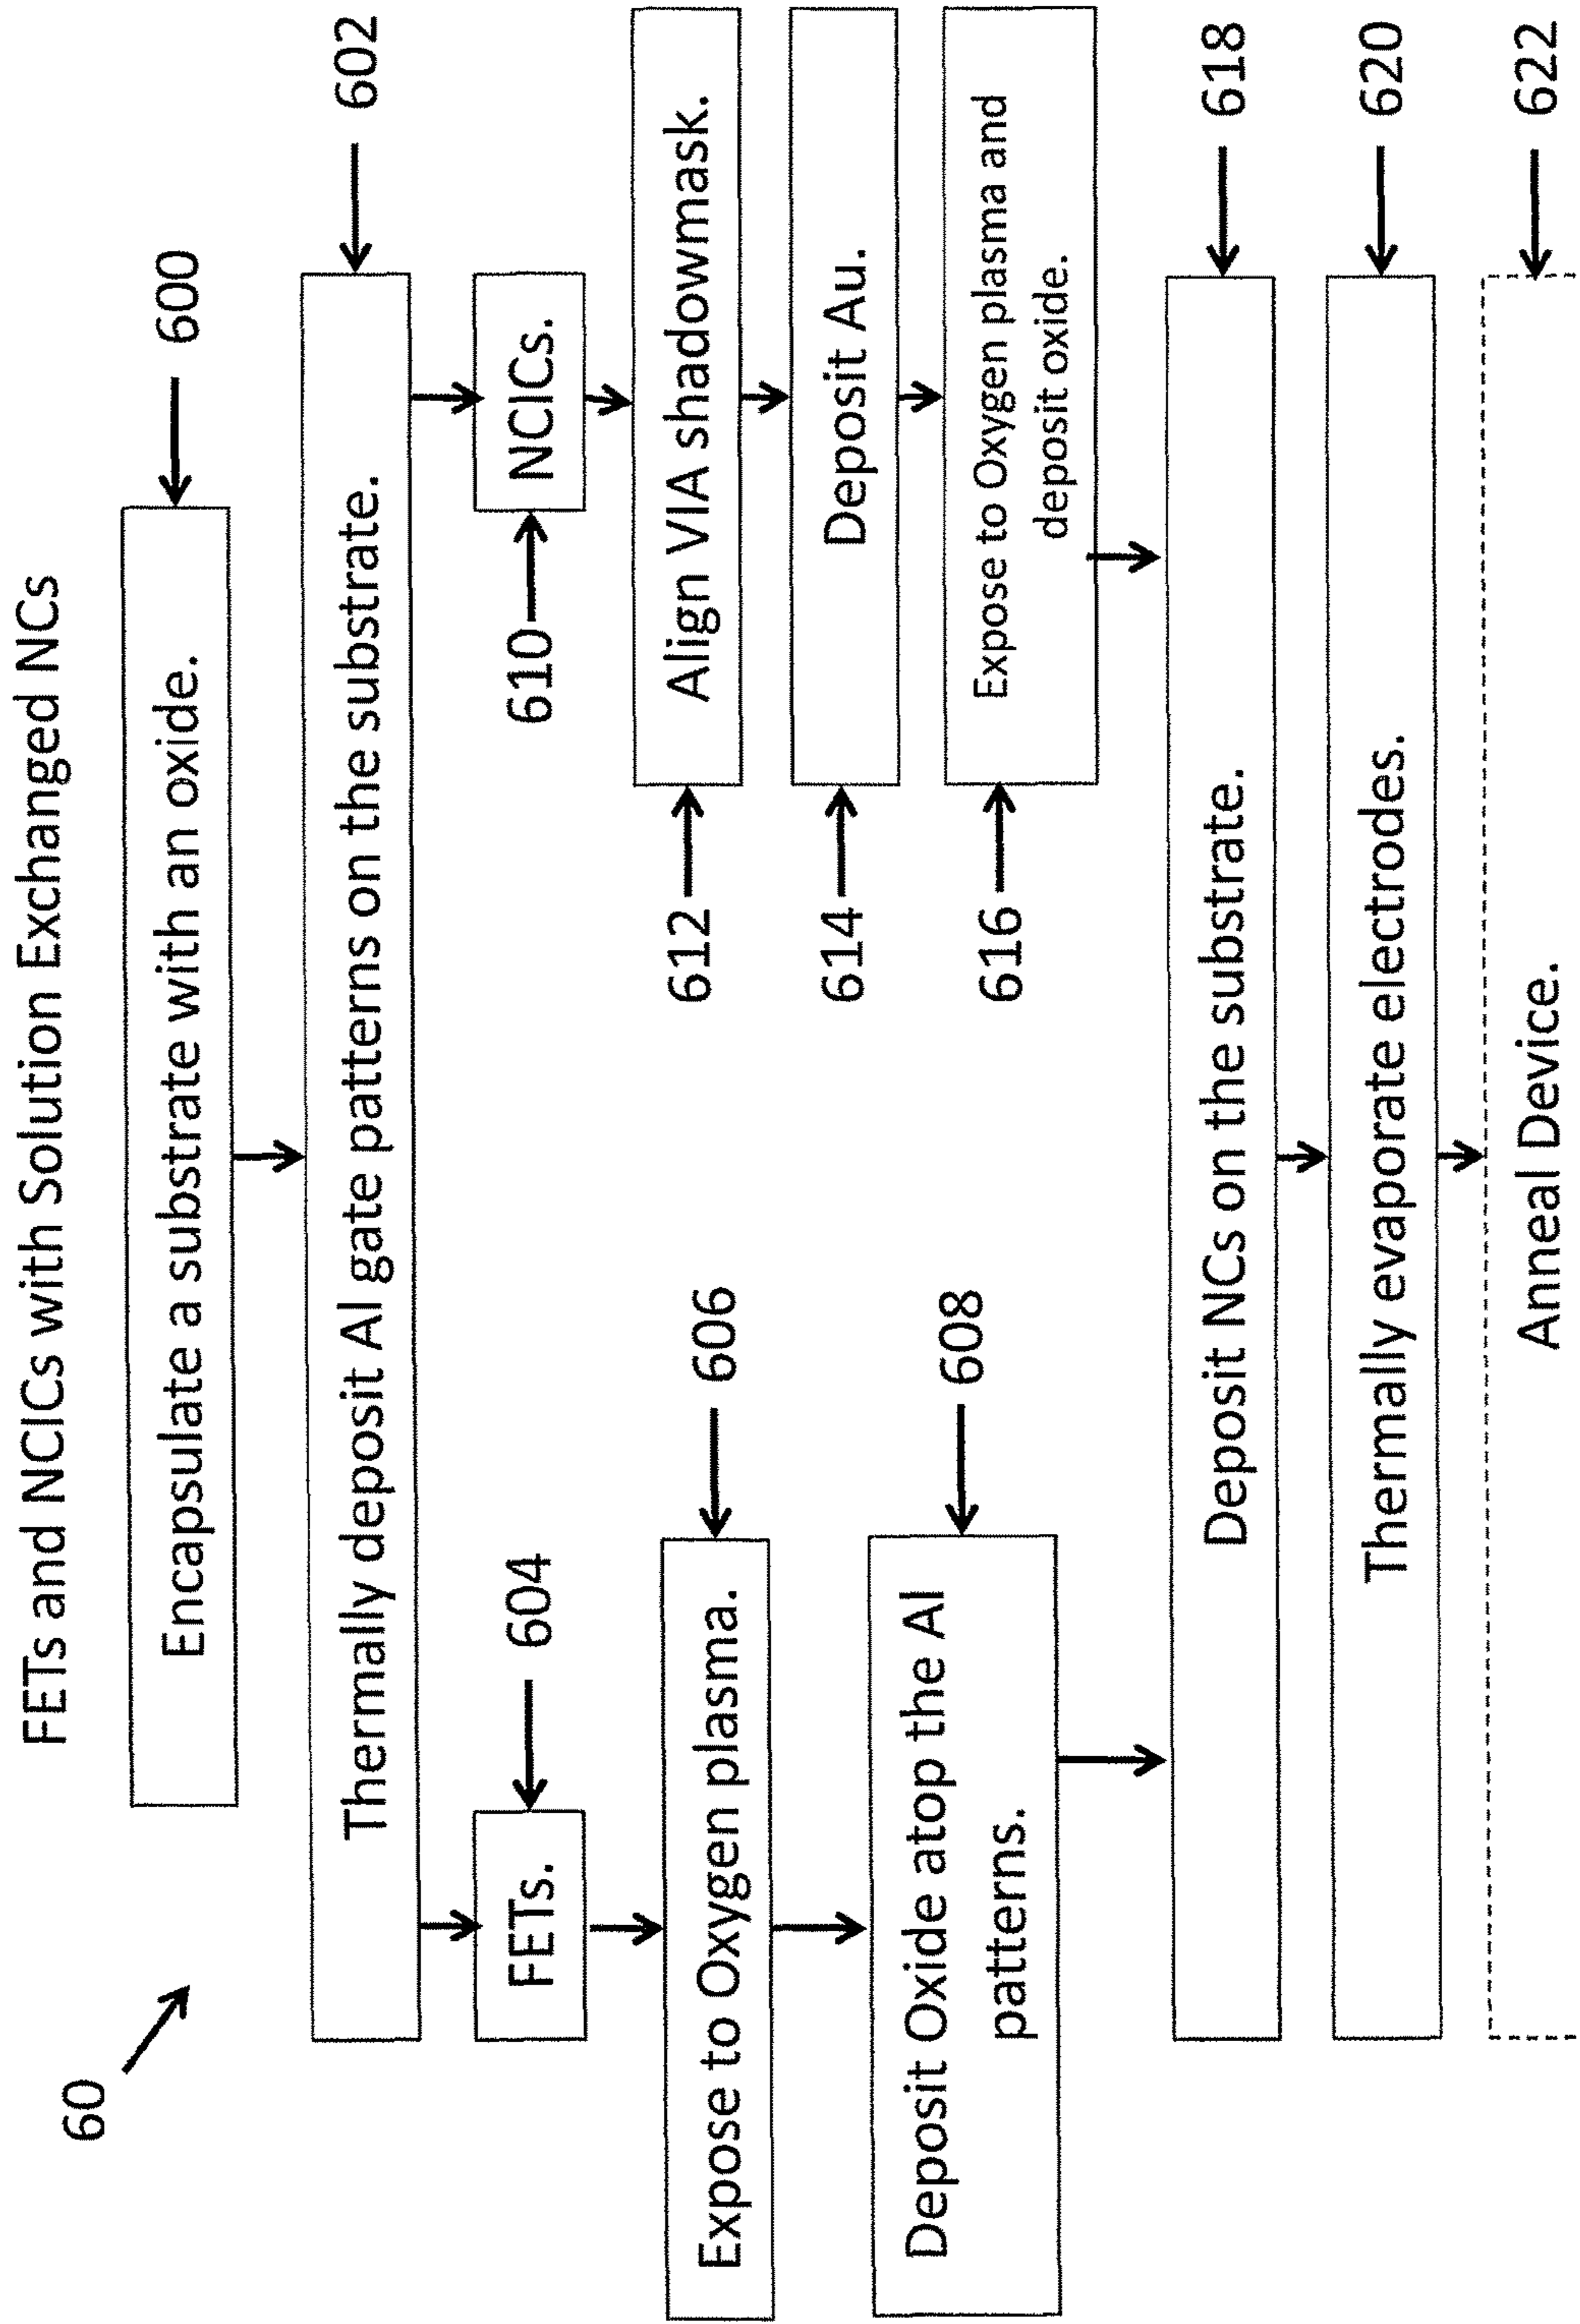 FETs and NCICs with Solution Exchanged NCs
60
Encapsulate a substrate with an oxide.
600
Thermally deposit Al gate patterns on the substrate.
602
FETs.
604
610
NCICs.
Expose to Oxygen plasma.
606
612
Align VIA shadowmask.
614
Deposit Au.
Deposit Oxide atop the Al
patterns.
608
616
Expose to Oxygen plasma and
deposit oxide.
Deposit NCs on the substrate.
618
Thermally evaporate electrodes.
620
Anneal Device.
622